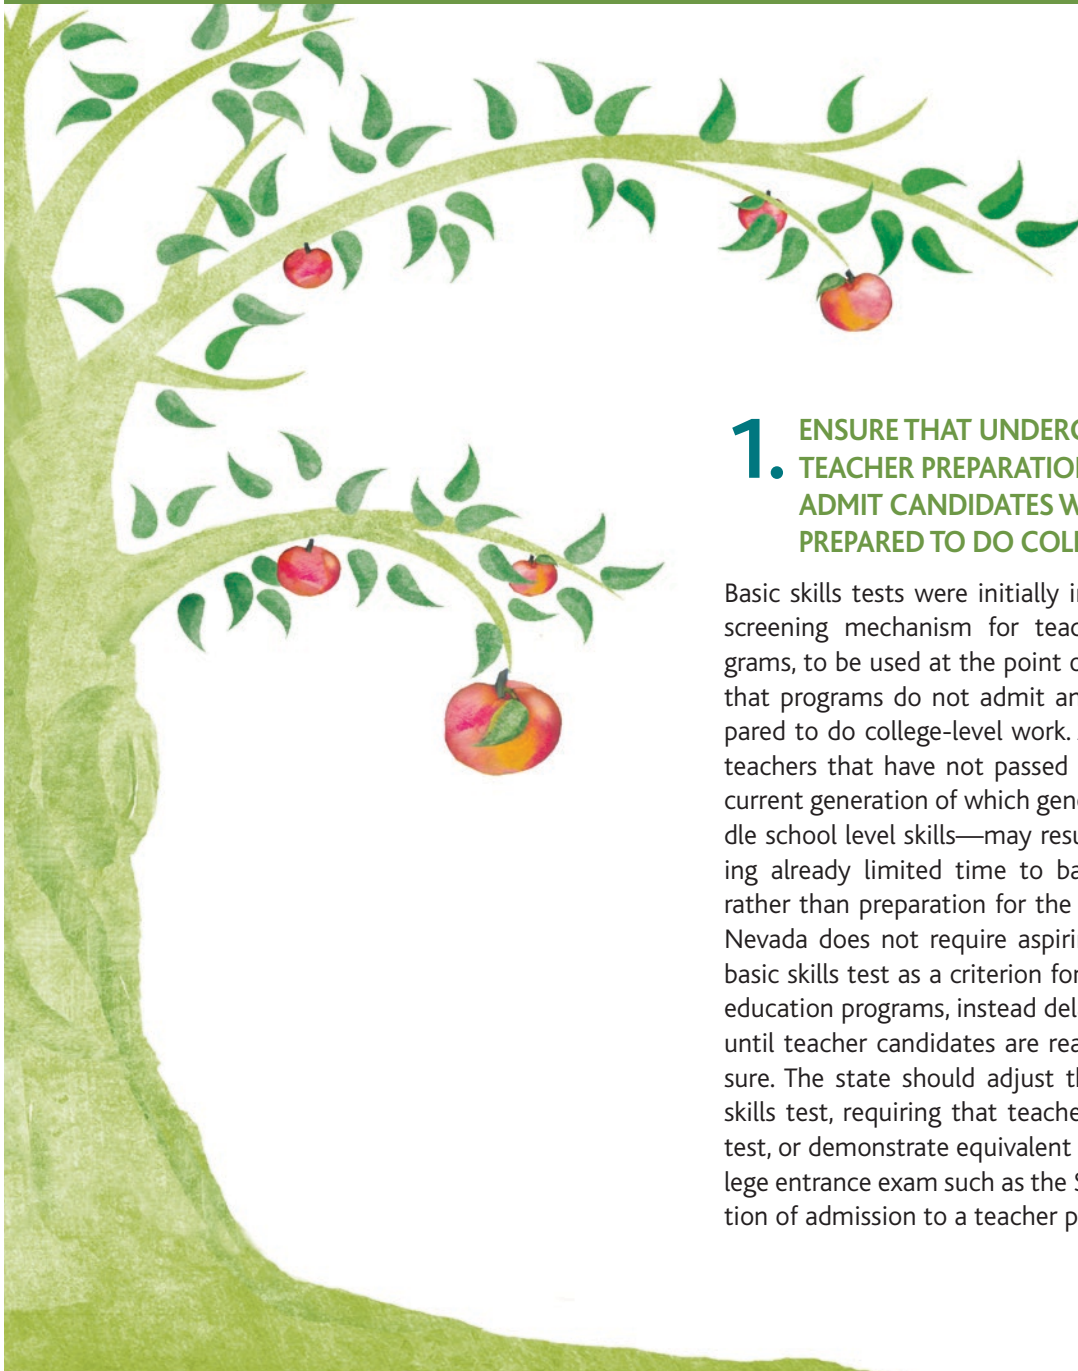 1.
ENSURE THAT UNDERG
TEACHER PREPARATION
ADMIT CANDIDATES W
PREPARED TO DO COLL
Basic skills tests were initially in
screening mechanism for teac
grams, to be used at the point o
that programs do not admit an
pared to do college-level work.
teachers that have not passed
current generation of which gene
dle school level skills—may resu
ing already limited time to ba
rather than preparation for the
Nevada does not require aspiri
basic skills test as a criterion for
education programs, instead del
until teacher candidates are rea
sure. The state should adjust th
skills test, requiring that teache
test, or demonstrate equivalent
lege entrance exam such as the S
tion of admission to a teacher p